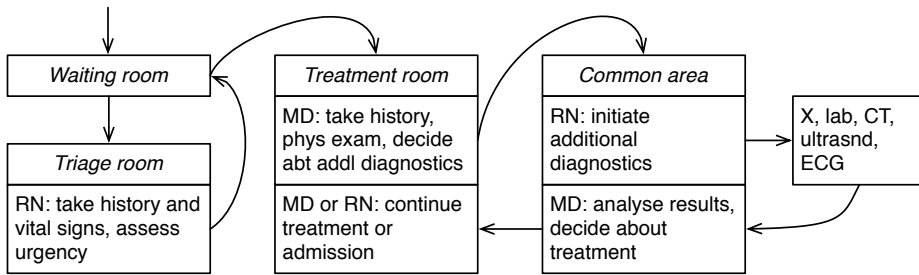 Waiting room
Triage room
RN: take history and
vital signs, assess
urgency
Treatment room
MD: take history,
phys exam, decide
abt addl diagnostics
MD or RN: continue
treatment or
admission
Common area
RN: initiate
additional
diagnostics
MD: analyse results,
decide about
treatment
X, lab, CT,
ultrasnd,
ECG